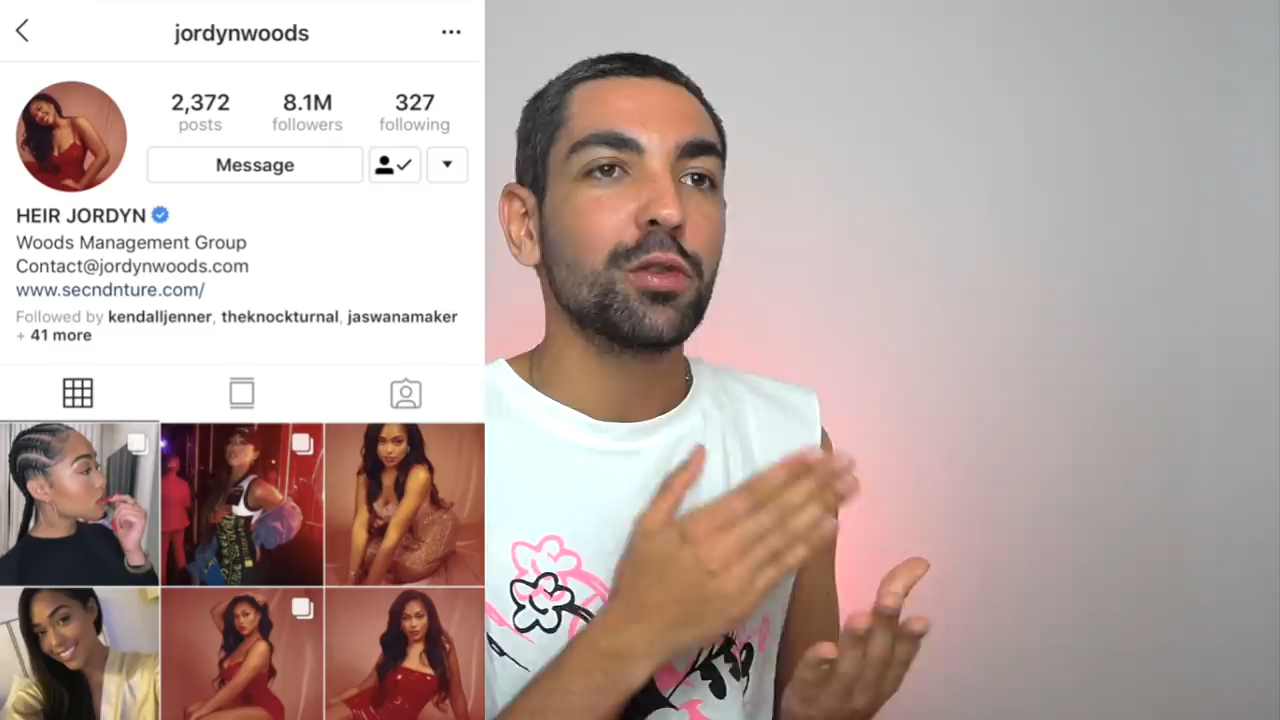 jordynwoods
2,372 8.1M 327
posts followers following
Message
HEIR JORDYN
Woods Management Group
Contact@jordynwoods.com
www.secndnture.com/
Followed by kendalljenner, theknockturnal, jaswanamaker
+ 41 more